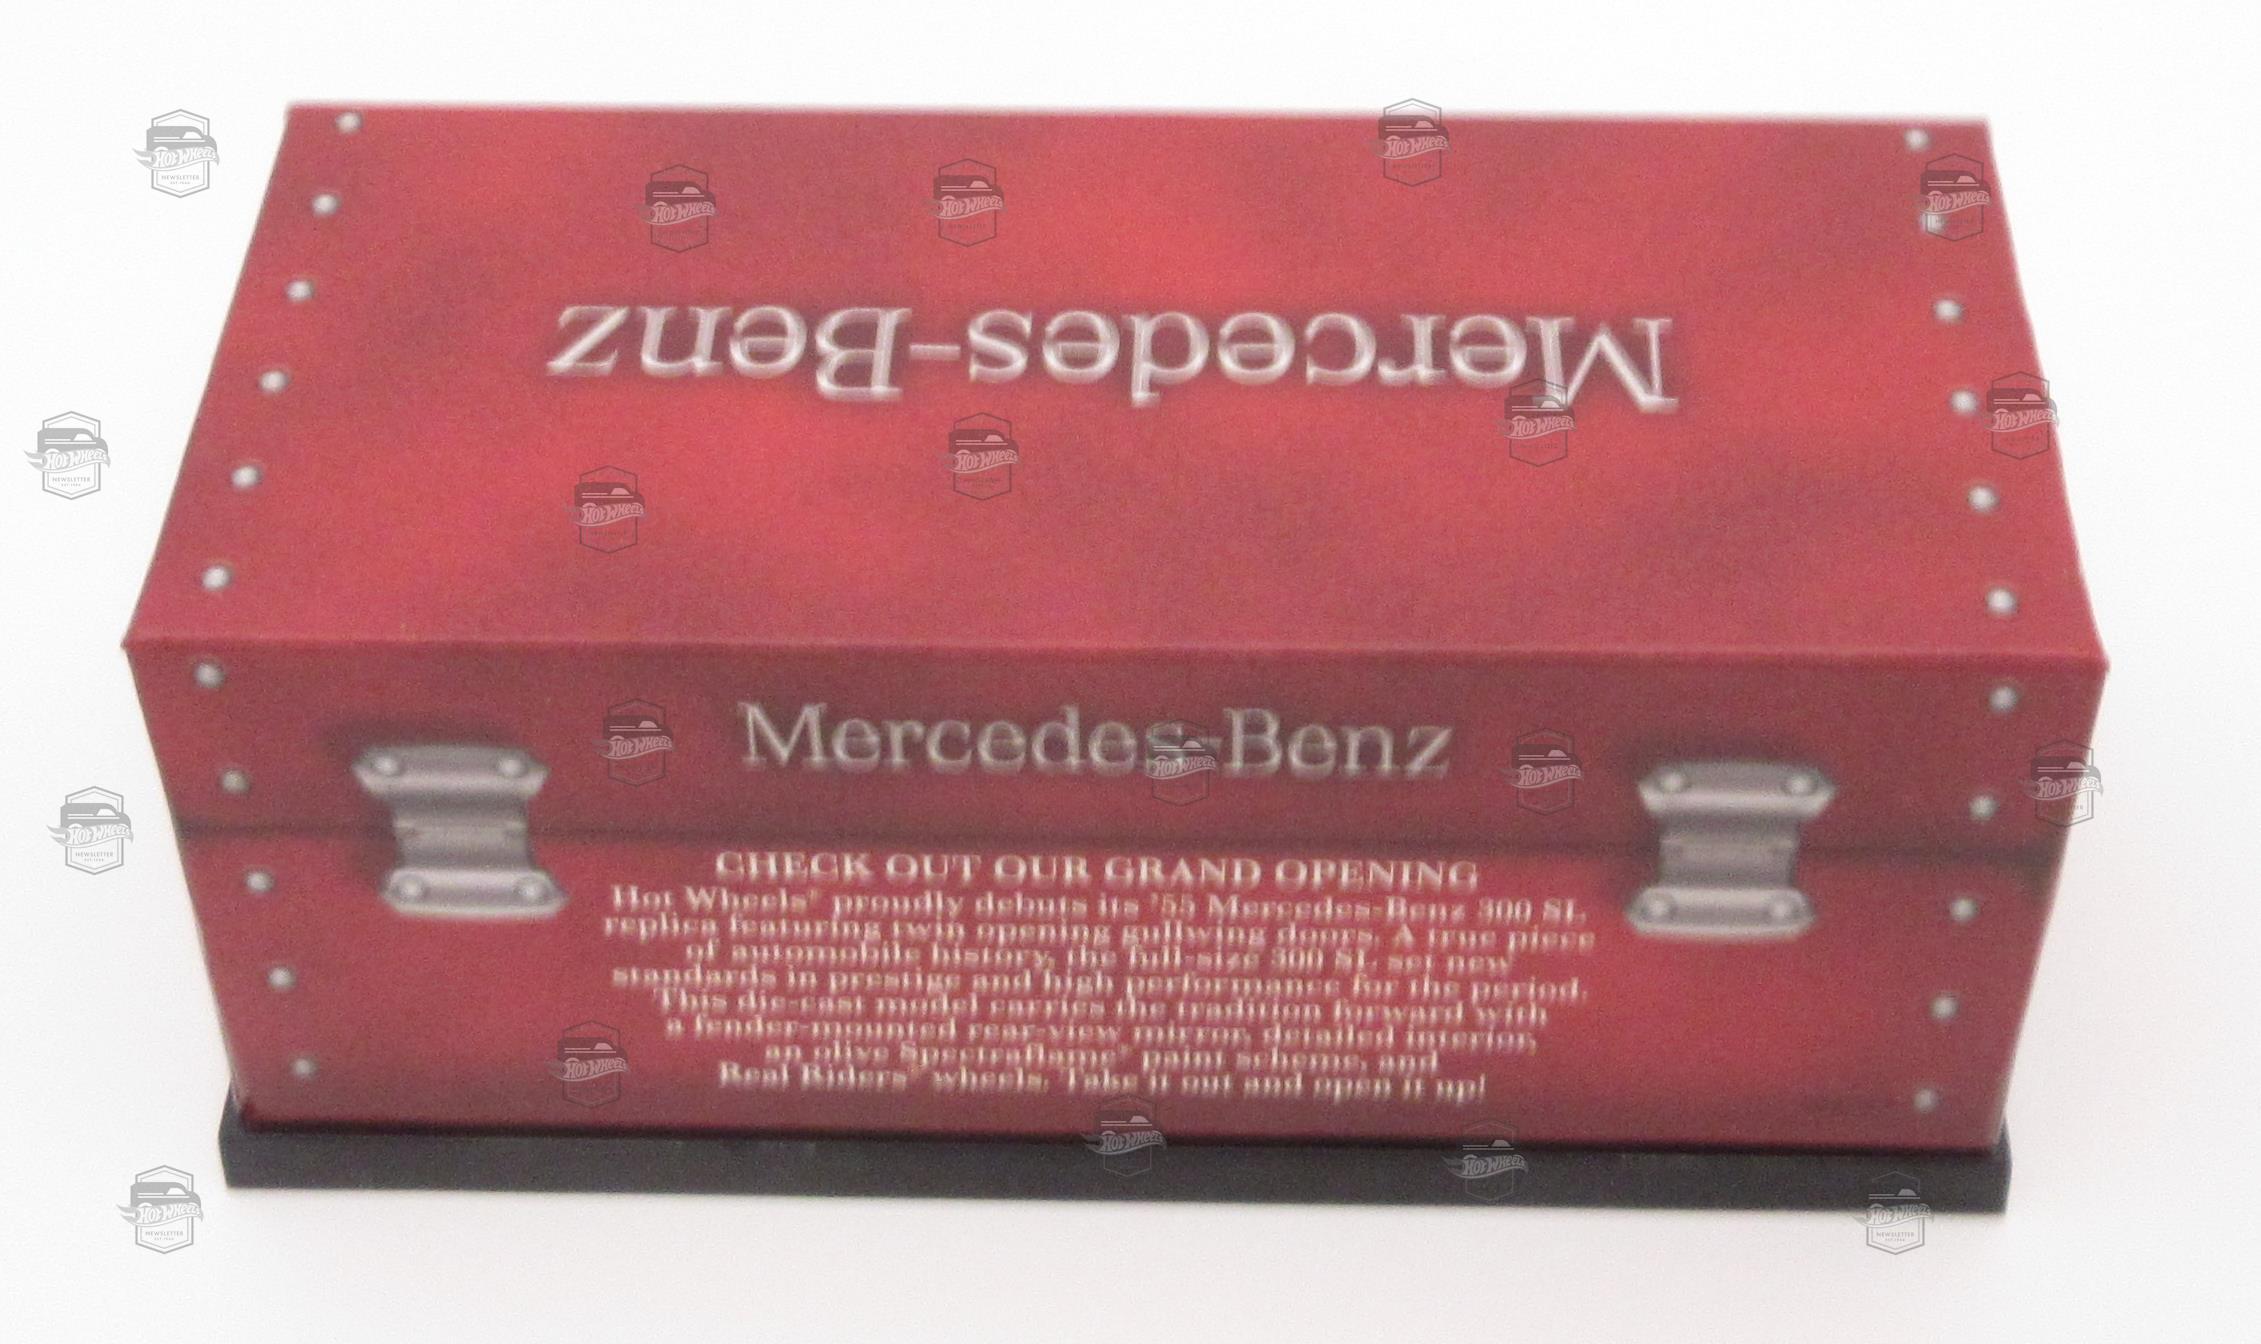 Mercedes-Benz
Mercedes-Benz
CHECK OUT OUR GRAND OPENING
Hot Wheels® proudly debuts its '55 Mercedes-Benz 300 SL
replica featuring twin opening gullwing doors. A true piece
of automobile history, the full-size 300 SL set new
standards in prestige and high performance for the period.
This die-cast model carries the tradition forward with
a fender-mounted rear-view mirror, detailed interior,
an olive Spectraflame® paint scheme, and
Real Riders® wheels. Take it out and open it up!
Hot Wheels
NEWSLETTER